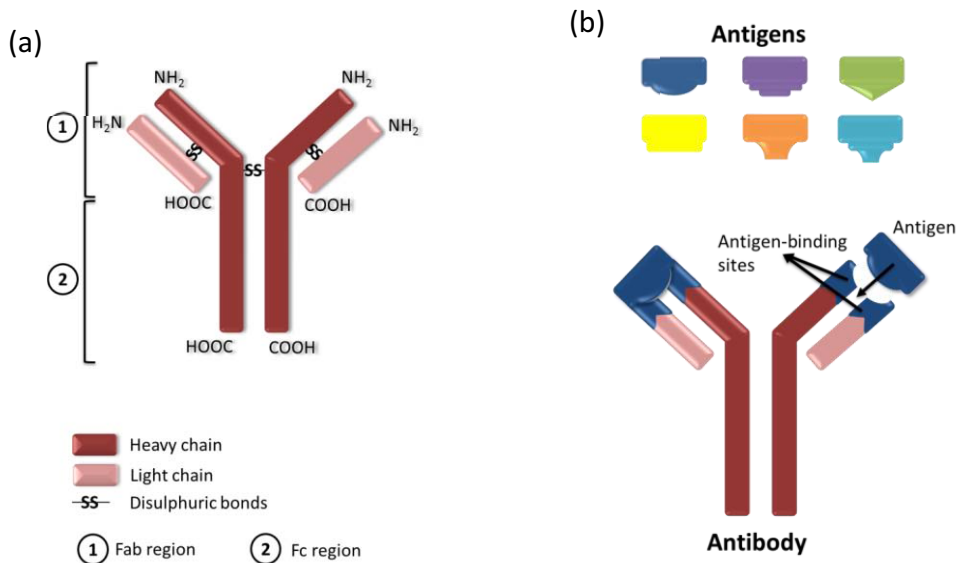 (a)
NH2
NH2
1
H2N
NH2
SS
SS
SS
HOOC
COOH
2
HOOC
COOH
Heavy chain
Light chain
SS Disulphuric bonds
1 Fab region
2 Fc region
(b)
Antigens
Antigen
Antigen-binding
sites
Antibody